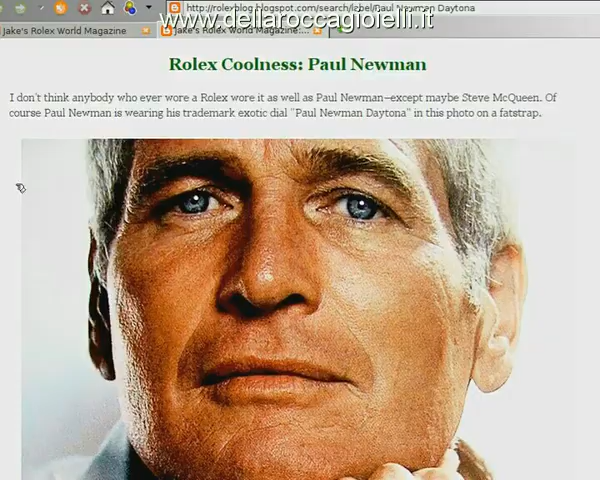 http://rolexblog.blogspot.com/search/label/Paul Newman Daytona
www.dellaroccagioielli.it
Jake's Rolex World Magazine
Jake's Rolex World Magazine:...
Rolex Coolness: Paul Newman
I don't think anybody who ever wore a Rolex wore it as well as Paul Newman—except maybe Steve McQueen. Of
course Paul Newman is wearing his trademark exotic dial "Paul Newman Daytona" in this photo on a fatstrap.